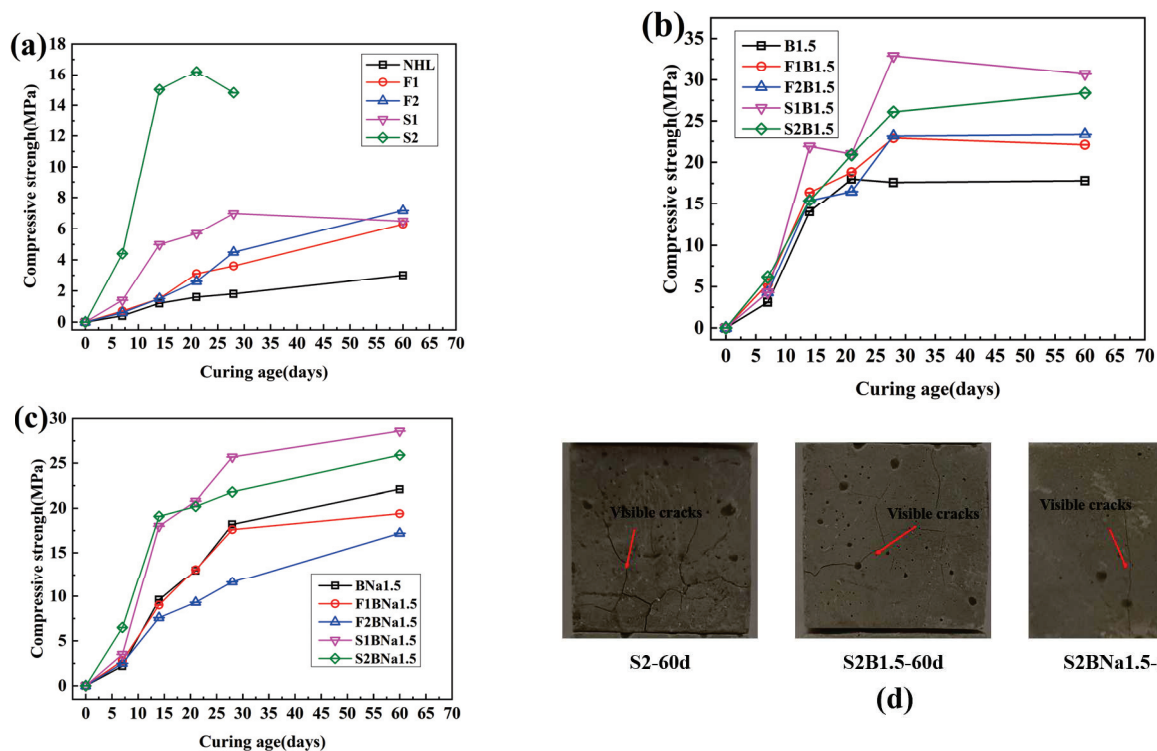 (a)
18
16
14
12
10
8
6
4
2
0
Compressive strengh(MPa)
NHL
F1
F2
S1
S2
0 5 10 15 20 25 30 35 40 45 50 55 60 65 70
Curing age(days)
(b)
35
30
25
20
15
10
5
0
Compressive strengh(MPa)
B1.5
F1B1.5
F2B1.5
S1B1.5
S2B1.5
0 5 10 15 20 25 30 35 40 45 50 55 60 65 70
Curing age(days)
(c)
30
25
20
15
10
5
0
Compressive strengh(MPa)
BNa1.5
F1BNa1.5
F2BNa1.5
S1BNa1.5
S2BNa1.5
0 5 10 15 20 25 30 35 40 45 50 55 60 65 70
Curing age(days)
Visible cracks
Visible cracks
Visible cracks
S2-60d
S2B1.5-60d
S2BNa1.5-
(d)